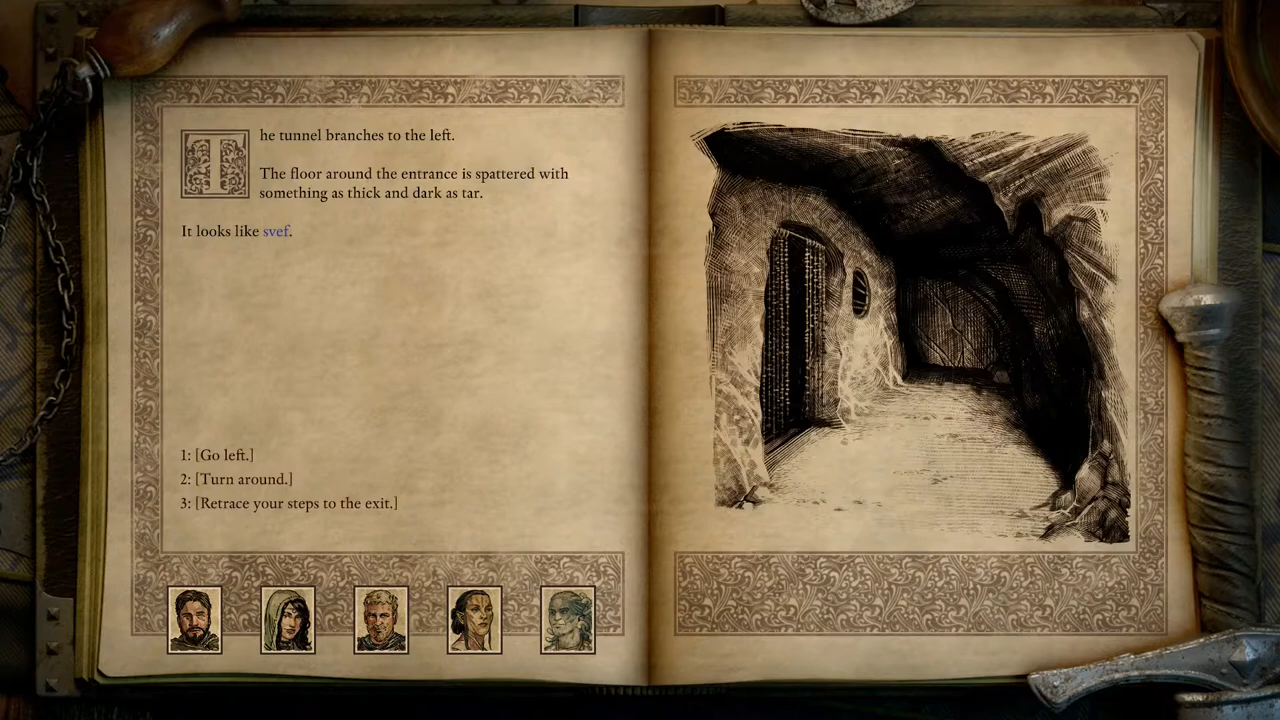 The tunnel branches to the left.
The floor around the entrance is spattered with
something as thick and dark as tar.
It looks like svef.
1: [Go left.]
2: [Turn around.]
3: [Retrace your steps to the exit.]